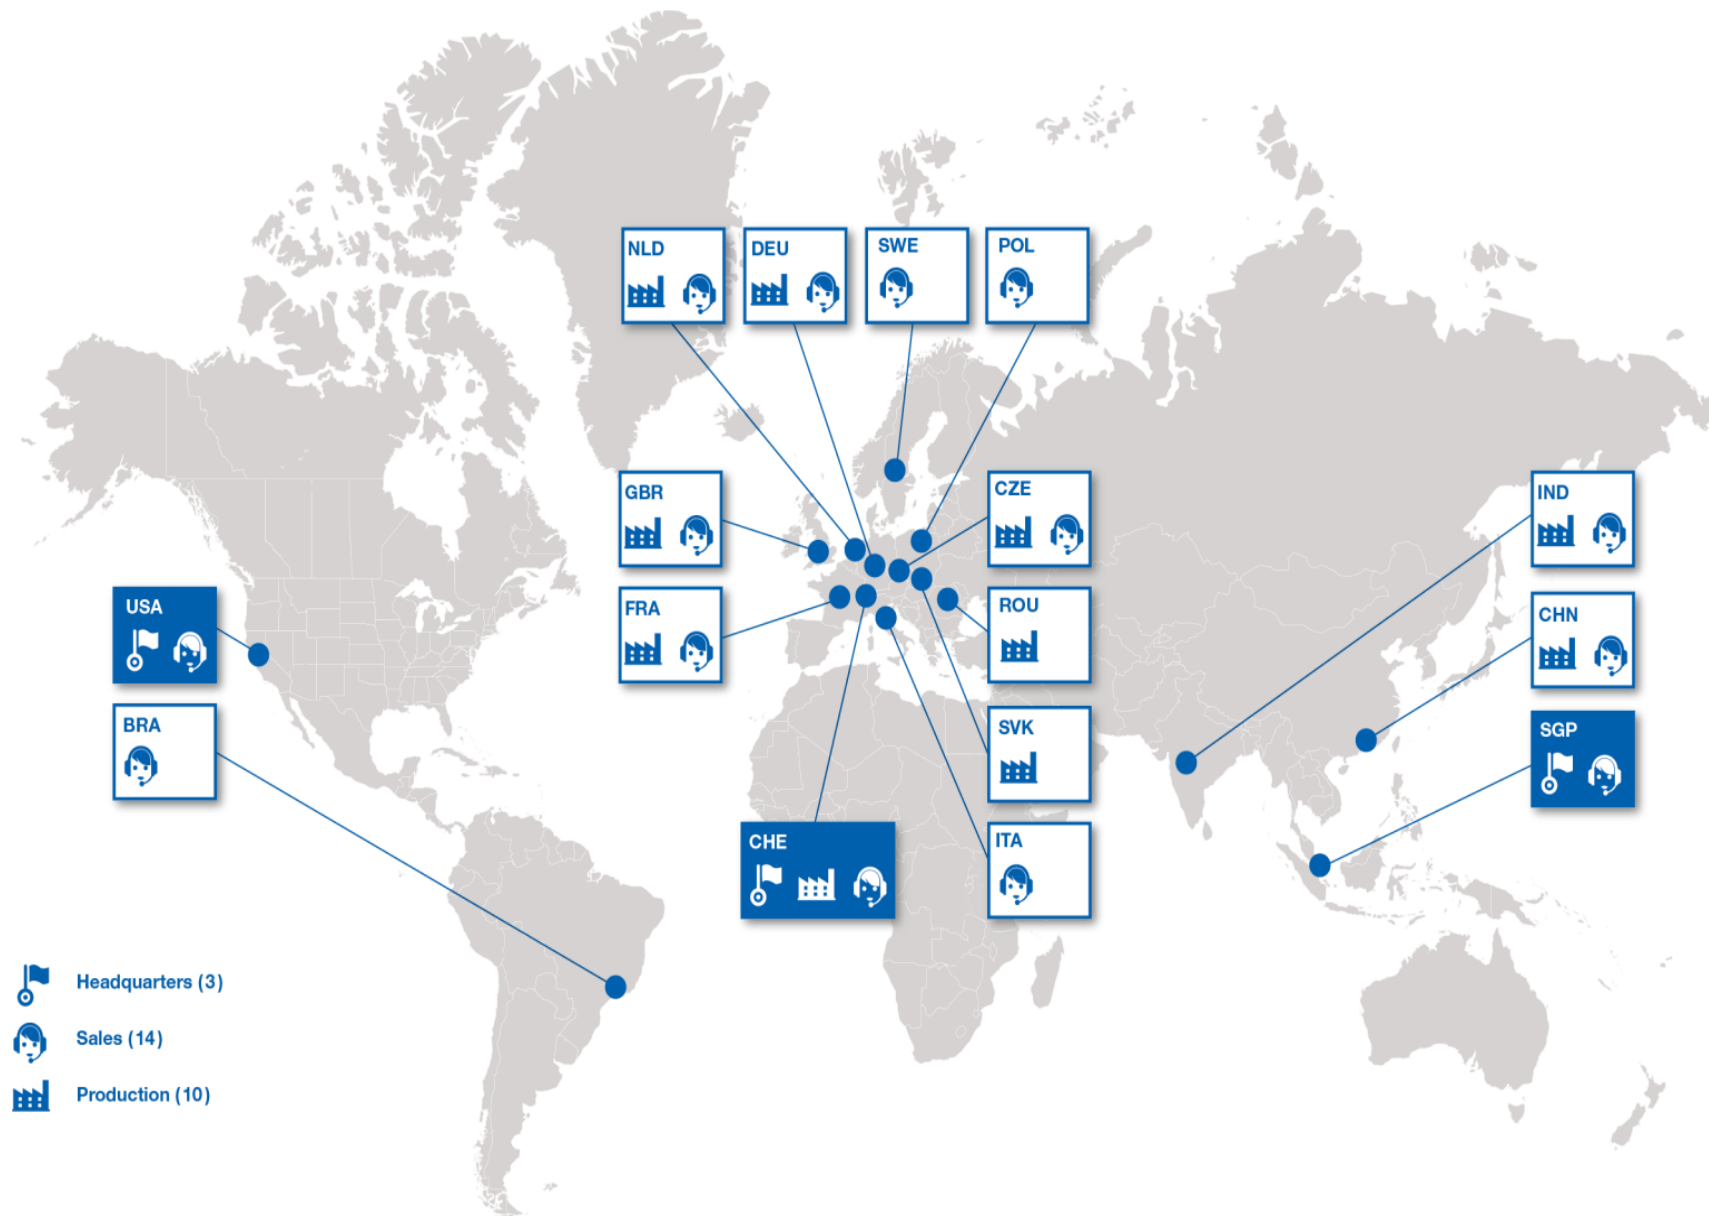 NLD
DEU
SWE
POL
GBR
CZE
IND
USA
FRA
ROU
CHN
BRA
SVK
SGP
CHE
ITA
Headquarters (3)
Sales (14)
Production (10)